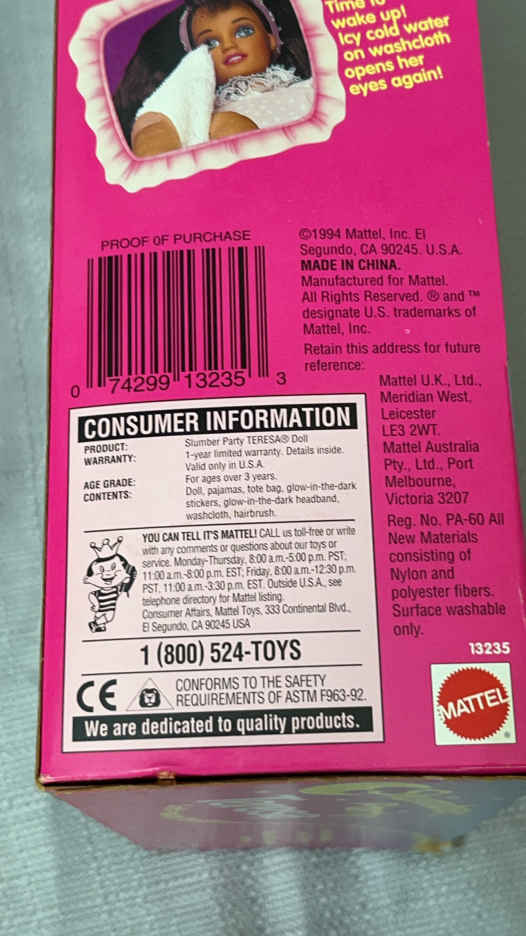 Time to
wake up!
Icy cold water
on washcloth
opens her
eyes again!
PROOF OF PURCHASE
0 74299 13235 3
©1994 Mattel, Inc. El
Segundo, CA 90245. U.S.A.
MADE IN CHINA.
Manufactured for Mattel.
All Rights Reserved. ® and ™
designate U.S. trademarks of
Mattel, Inc.
Retain this address for future
reference:
Mattel U.K., Ltd.,
Meridian West,
Leicester
LE3 2WT.
Mattel Australia
Pty., Ltd., Port
Melbourne,
Victoria 3207
Reg. No. PA-60 All
New Materials
consisting of
Nylon and
polyester fibers.
Surface washable
only.
CONSUMER INFORMATION
PRODUCT: Slumber Party TERESA® Doll
WARRANTY: 1-year limited warranty. Details inside.
Valid only in U.S.A.
AGE GRADE: For ages over 3 years.
CONTENTS: Doll, pajamas, tote bag, glow-in-the-dark
stickers, glow-in-the-dark headband,
washcloth, hairbrush.
YOU CAN TELL IT'S MATTEL! CALL us toll-free or write
with any comments or questions about our toys or
service. Monday-Thursday, 8:00 a.m.-5:00 p.m. PST;
11:00 a.m.-8:00 p.m. EST; Friday, 8:00 a.m.-12:30 p.m.
PST, 11:00 a.m.-3:30 p.m. EST. Outside U.S.A., see
telephone directory for Mattel listing.
Consumer Affairs, Mattel Toys, 333 Continental Blvd.,
El Segundo, CA 90245 USA
1 (800) 524-TOYS
CE CONFORMS TO THE SAFETY
REQUIREMENTS OF ASTM F963-92.
We are dedicated to quality products.
13235
MATTEL
®